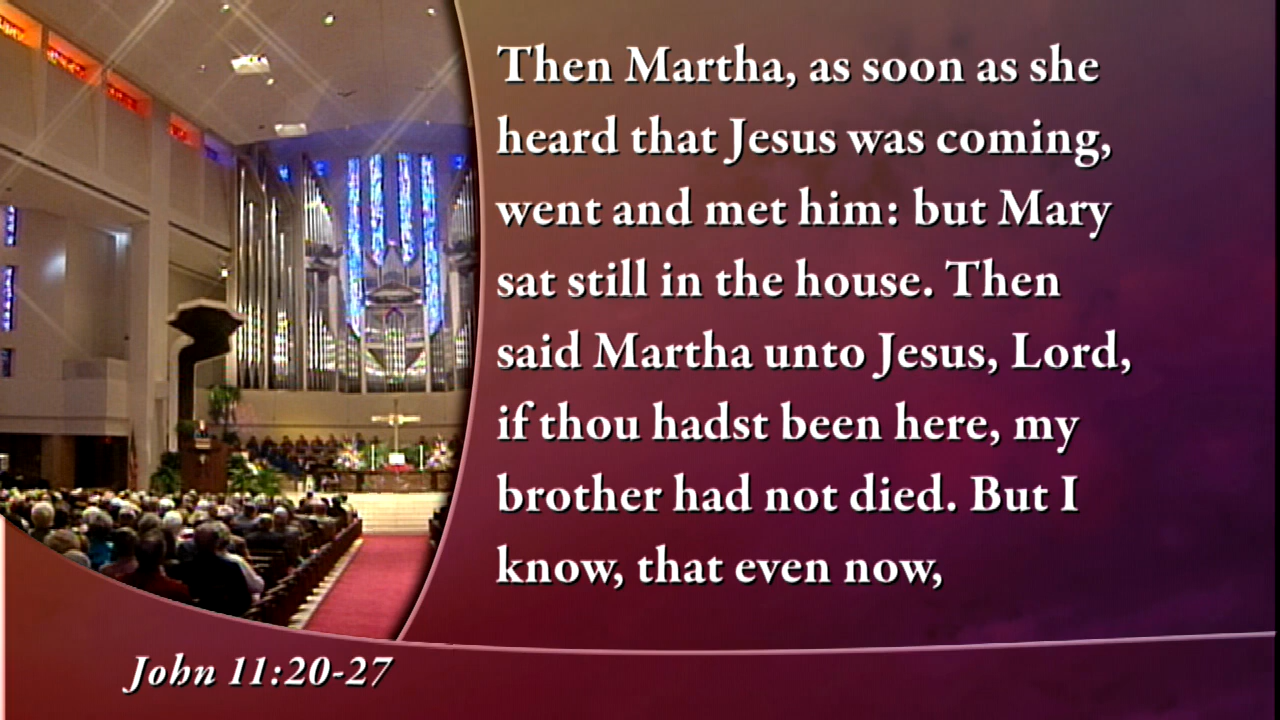 Then Martha, as soon as she
heard that Jesus was coming,
went and met him: but Mary
sat still in the house. Then
said Martha unto Jesus, Lord,
if thou hadst been here, my
brother had not died. But I
know, that even now,
John 11:20-27